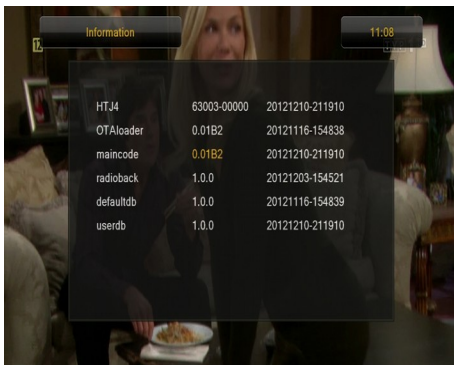 Information
11:08
HTJ4 63003-00000 20121210-211910
OTAloader 0.01B2 20121116-154838
maincode 0.01B2 20121210-211910
radioback 1.0.0 20121203-154521
defaultdb 1.0.0 20121116-154839
userdb 1.0.0 20121210-211910